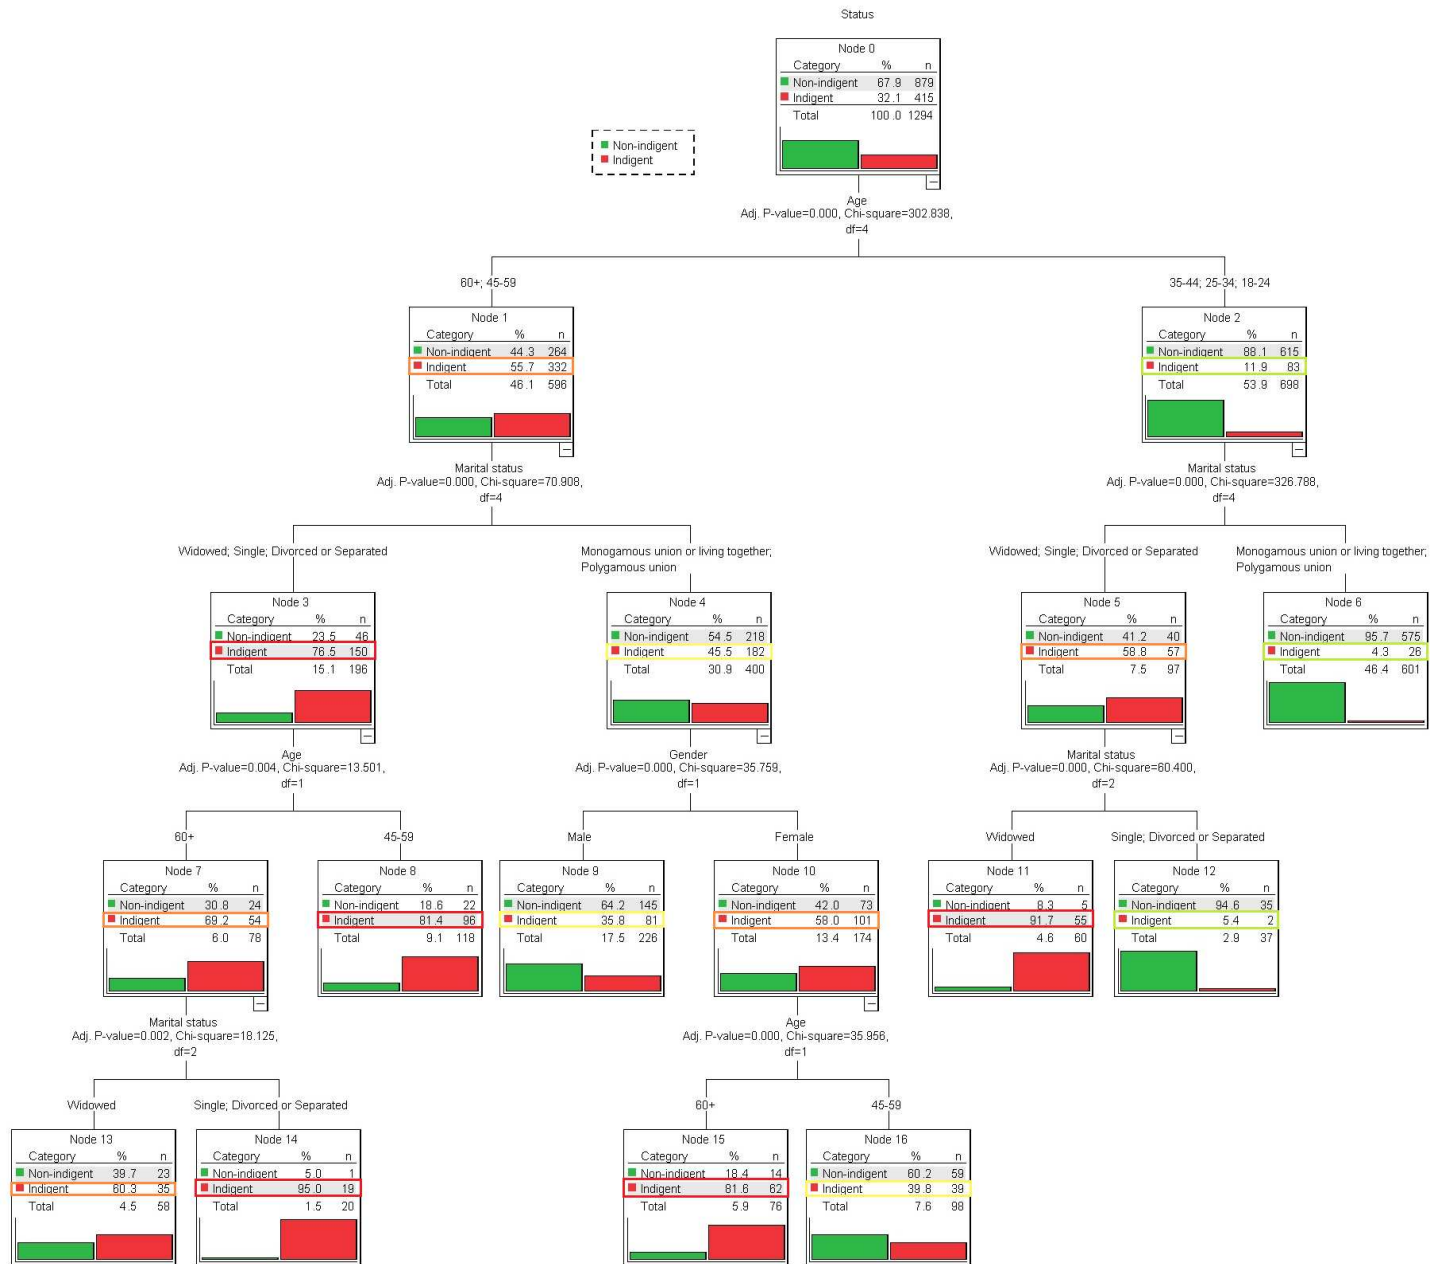 Status
Node 0
Category % n
Non-indigent 67.9 879
Indigent 32.1 415
Total 100.0 1294
Non-indigent
Indigent
Age
Adj. P-value=0.000, Chi-square=302.838,
df=4
60+; 45-59
35-44; 25-34; 18-24
Node 1
Category % n
Non-indigent 44.3 264
Indigent 55.7 332
Total 46.1 596
Node 2
Category % n
Non-indigent 88.1 615
Indigent 11.9 83
Total 53.9 698
Marital status
Adj. P-value=0.000, Chi-square=70.908,
df=4
Marital status
Adj. P-value=0.000, Chi-square=326.788,
df=4
Widowed; Single; Divorced or Separated
Monogamous union or living together;
Polygamous union
Widowed; Single; Divorced or Separated
Monogamous union or living together;
Polygamous union
Node 3
Category % n
Non-indigent 23.5 46
Indigent 76.5 150
Total 15.1 196
Node 4
Category % n
Non-indigent 54.5 218
Indigent 45.5 182
Total 30.9 400
Node 5
Category % n
Non-indigent 41.2 40
Indigent 58.8 57
Total 7.5 97
Node 6
Category % n
Non-indigent 95.7 575
Indigent 4.3 26
Total 46.4 601
Age
Adj. P-value=0.004, Chi-square=13.501,
df=1
Gender
Adj. P-value=0.000, Chi-square=35.759,
df=1
Marital status
Adj. P-value=0.000, Chi-square=60.400,
df=2
60+
45-59
Male
Female
Widowed
Single; Divorced or Separated
Node 7
Category % n
Non-indigent 30.8 24
Indigent 69.2 54
Total 6.0 78
Node 8
Category % n
Non-indigent 18.6 22
Indigent 81.4 96
Total 9.1 118
Node 9
Category % n
Non-indigent 64.2 145
Indigent 35.8 81
Total 17.5 226
Node 10
Category % n
Non-indigent 42.0 73
Indigent 58.0 101
Total 13.4 174
Node 11
Category % n
Non-indigent 8.3 5
Indigent 91.7 55
Total 4.6 60
Node 12
Category % n
Non-indigent 94.6 35
Indigent 5.4 2
Total 2.9 37
Marital status
Adj. P-value=0.002, Chi-square=18.125,
df=2
Age
Adj. P-value=0.000, Chi-square=35.956,
df=1
Widowed
Single; Divorced or Separated
60+
45-59
Node 13
Category % n
Non-indigent 39.7 23
Indigent 60.3 35
Total 4.5 58
Node 14
Category % n
Non-indigent 5.0 1
Indigent 95.0 19
Total 1.5 20
Node 15
Category % n
Non-indigent 18.4 14
Indigent 81.6 62
Total 5.9 76
Node 16
Category % n
Non-indigent 60.2 59
Indigent 39.8 39
Total 7.6 98